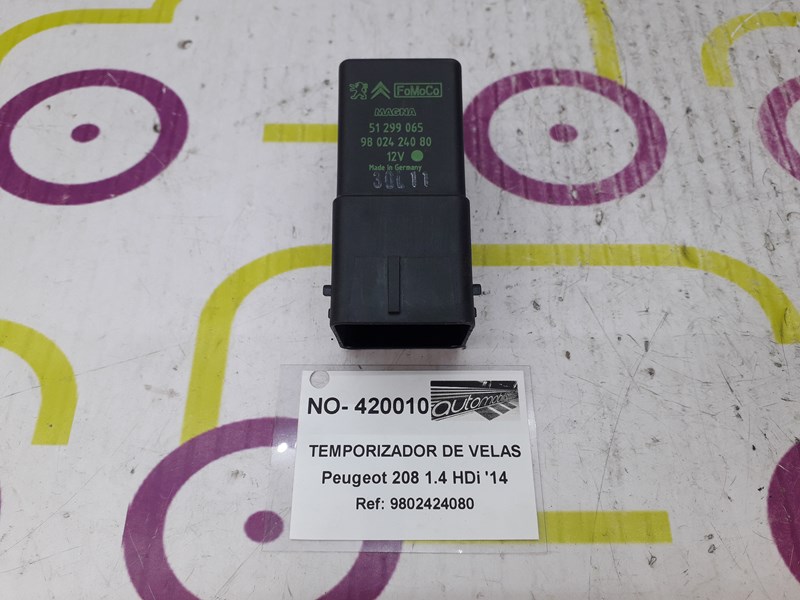 FoMoCo
MAGNA
51 299 065
98 024 240 80
12V
Made in Germany
NO- 420010
TEMPORIZADOR DE VELAS
Peugeot 208 1.4 HDi '14
Ref: 9802424080